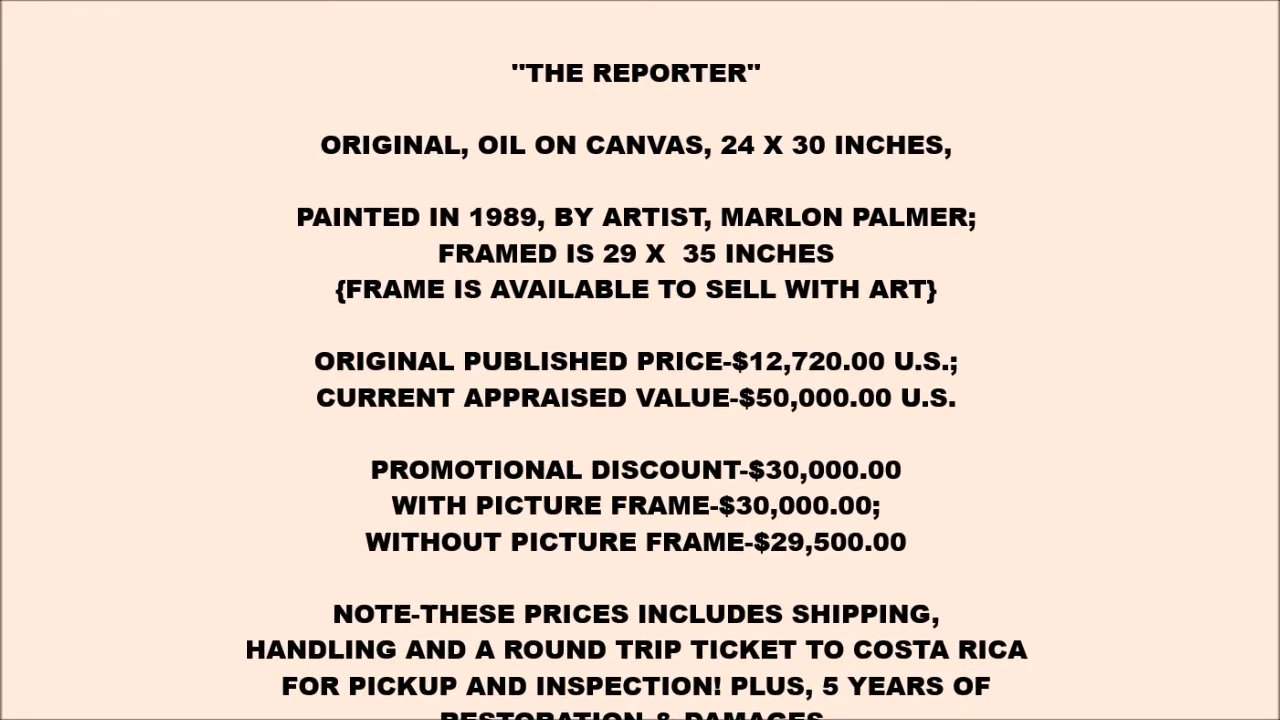 "THE REPORTER"
ORIGINAL, OIL ON CANVAS, 24 X 30 INCHES,
PAINTED IN 1989, BY ARTIST, MARLON PALMER;
FRAMED IS 29 X  35 INCHES
{FRAME IS AVAILABLE TO SELL WITH ART}
ORIGINAL PUBLISHED PRICE-$12,720.00 U.S.;
CURRENT APPRAISED VALUE-$50,000.00 U.S.
PROMOTIONAL DISCOUNT-$30,000.00
WITH PICTURE FRAME-$30,000.00;
WITHOUT PICTURE FRAME-$29,500.00
NOTE-THESE PRICES INCLUDES SHIPPING,
HANDLING AND A ROUND TRIP TICKET TO COSTA RICA
FOR PICKUP AND INSPECTION! PLUS, 5 YEARS OF
RESTORATION & DAMAGES